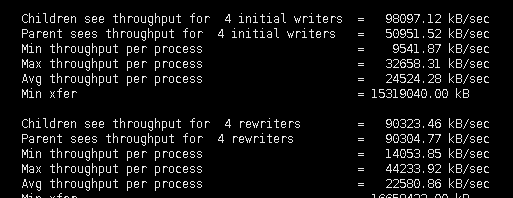 Children see throughput for  4 initial writers  =   98097.12 kB/sec
Parent sees throughput for  4 initial writers   =   50951.52 kB/sec
Min throughput per process                      =    9541.87 kB/sec
Max throughput per process                      =   32658.31 kB/sec
Avg throughput per process                      =   24524.28 kB/sec
Min xfer                                        = 15319040.00 kB
Children see throughput for  4 rewriters        =   90323.46 kB/sec
Parent sees throughput for  4 rewriters         =   90304.77 kB/sec
Min throughput per process                      =   14053.85 kB/sec
Max throughput per process                      =   44233.92 kB/sec
Avg throughput per process                      =   22580.86 kB/sec
Min xfer                                        =